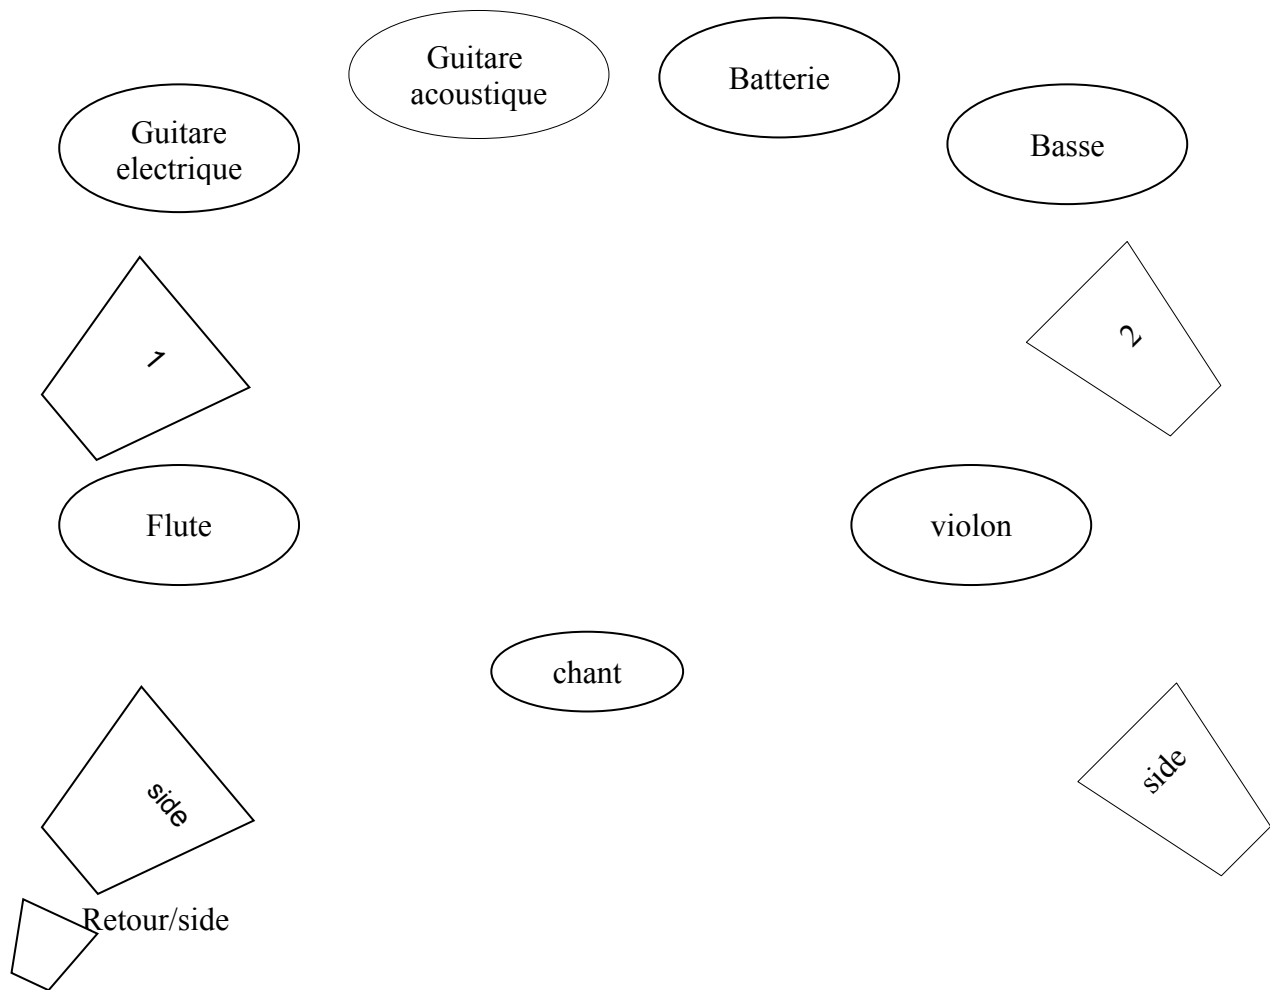 Guitare
acoustique
Batterie
Guitare
electrique
Basse
1
2
Flute
violon
chant
side
side
Retour/side